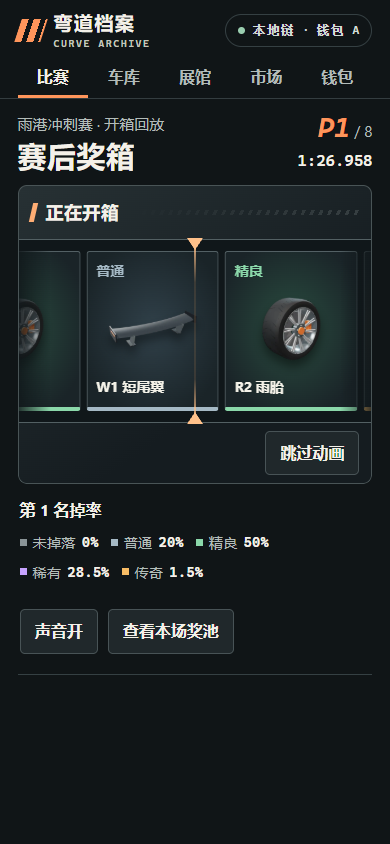 弯道档案
CURVE ARCHIVE
本地链 · 钱包 A
比赛 车库 展馆 市场 钱包
雨港冲刺赛 · 开箱回放
P1 / 8
赛后奖箱
1:26.958
正在开箱
普通
精良
W1 短尾翼
R2 雨胎
跳过动画
第 1 名掉率
未掉落 0% 普通 20% 精良 50%
稀有 28.5% 传奇 1.5%
声音开 查看本场奖池